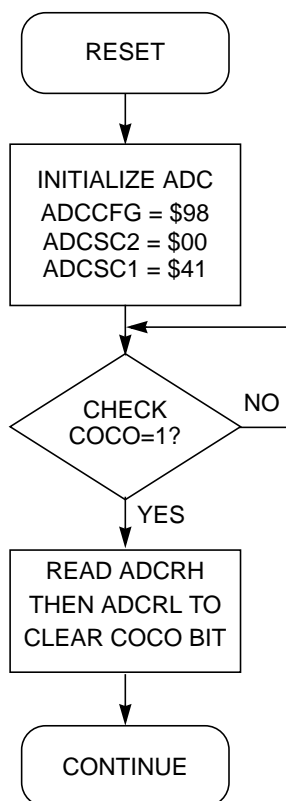 RESET
INITIALIZE ADC
ADCCFG = $98
ADCSC2 = $00
ADCSC1 = $41
CHECK
COCO=1?
NO
YES
READ ADCRH
THEN ADCRL TO
CLEAR COCO BIT
CONTINUE